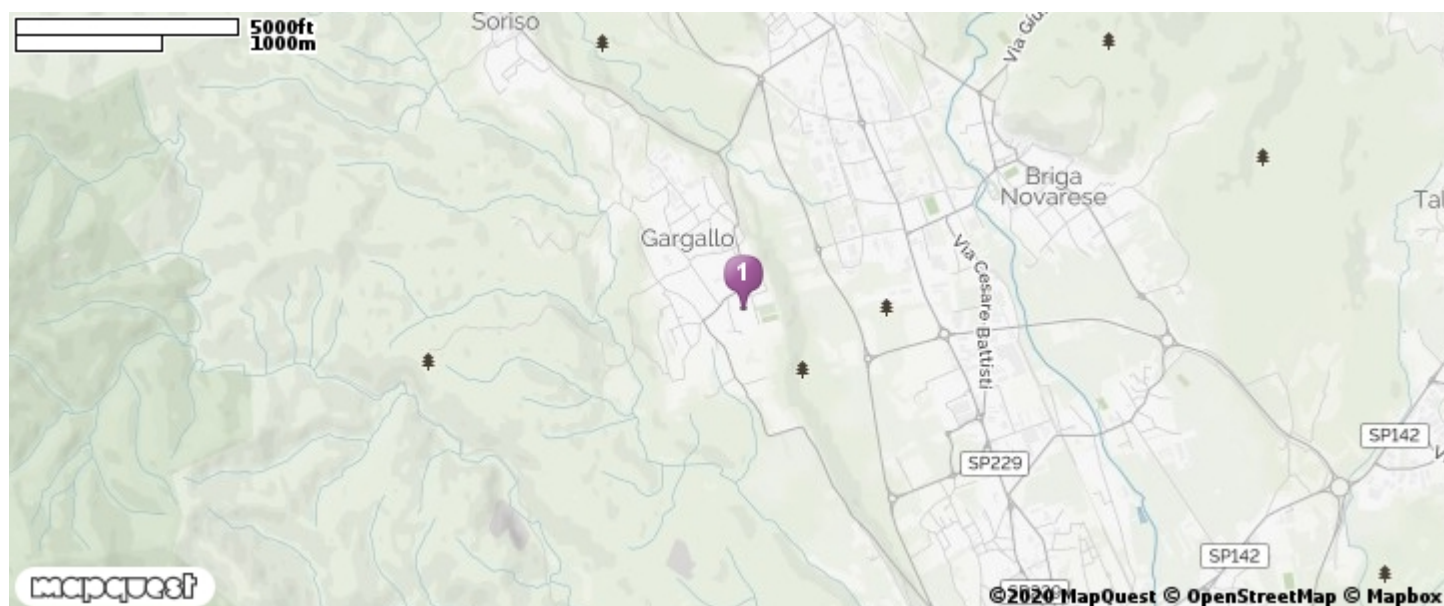 5000ft
1000m
Soriso
Via Giu
Briga
Novarese
Tal
Gargallo
1
Via Cesare Battisti
SP142
SP229
SP142
SP229
mapquest
©2020 MapQuest © OpenStreetMap © Mapbox